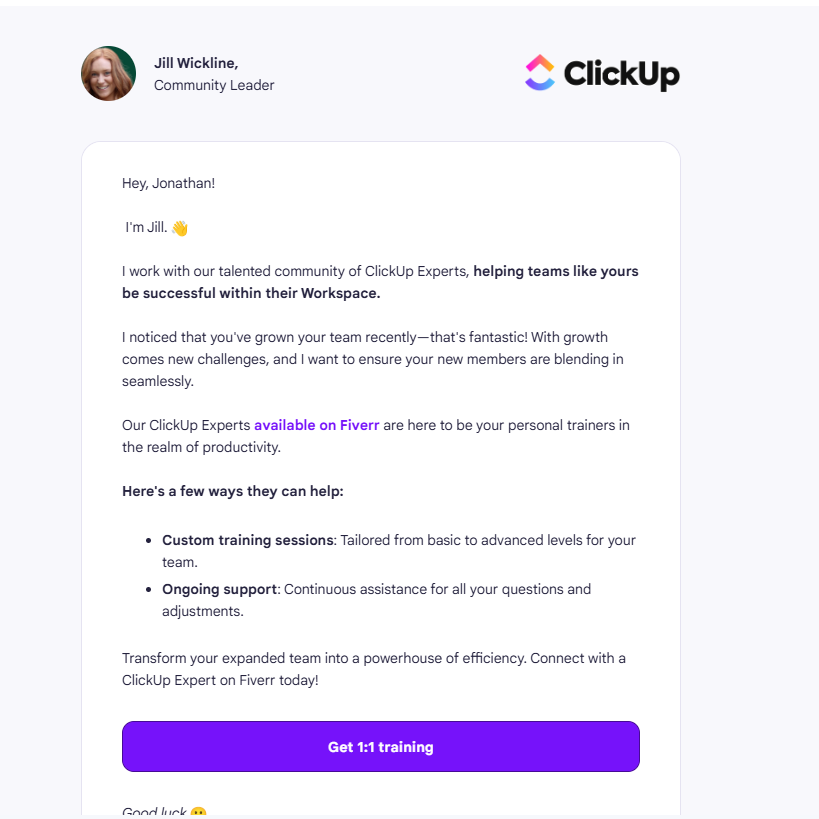 Jill Wickline,
Community Leader
ClickUp
Hey, Jonathan!
I'm Jill. 👋
I work with our talented community of ClickUp Experts, helping teams like yours
be successful within their Workspace.
I noticed that you've grown your team recently—that's fantastic! With growth
comes new challenges, and I want to ensure your new members are blending in
seamlessly.
Our ClickUp Experts available on Fiverr are here to be your personal trainers in
the realm of productivity.
Here's a few ways they can help:
• Custom training sessions: Tailored from basic to advanced levels for your
team.
• Ongoing support: Continuous assistance for all your questions and
adjustments.
Transform your expanded team into a powerhouse of efficiency. Connect with a
ClickUp Expert on Fiverr today!
Get 1:1 training
Good luck 🙂